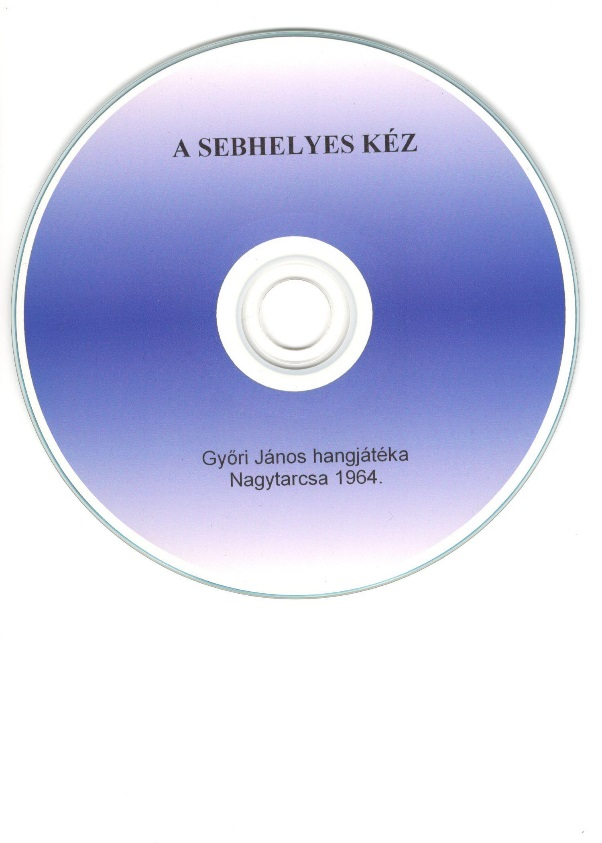 A SEBHELYES KÉZ
Győri János hangjátéka
Nagytarcsa 1964.